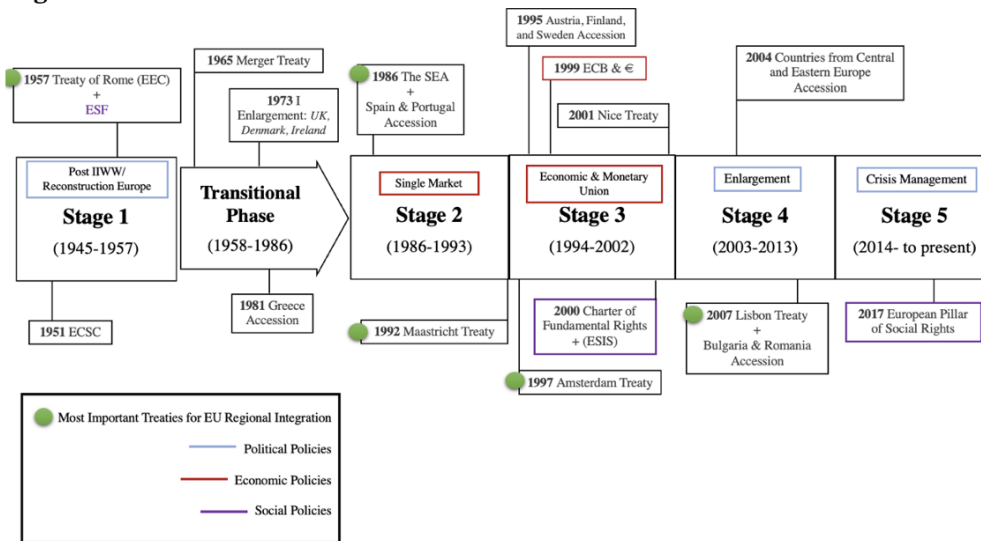 1957 Treaty of Rome (EEC)
+
ESF
1965 Merger Treaty
1973 I
Enlargement: UK,
Denmark, Ireland
1986 The SEA
+
Spain & Portugal
Accession
1995 Austria, Finland,
and Sweden Accession
1999 ECB & €
2001 Nice Treaty
2004 Countries from Central
and Eastern Europe
Accession
Post IIWW/
Reconstruction Europe
Stage 1
(1945-1957)
Transitional
Phase
(1958-1986)
Single Market
Stage 2
(1986-1993)
Economic & Monetary
Union
Stage 3
(1994-2002)
Enlargement
Stage 4
(2003-2013)
Crisis Management
Stage 5
(2014- to present)
1951 ECSC
1981 Greece
Accession
1992 Maastricht Treaty
2000 Charter of
Fundamental Rights
+ (ESIS)
1997 Amsterdam Treaty
2007 Lisbon Treaty
+
Bulgaria & Romania
Accession
2017 European Pillar
of Social Rights
Most Important Treaties for EU Regional Integration
Political Policies
Economic Policies
Social Policies